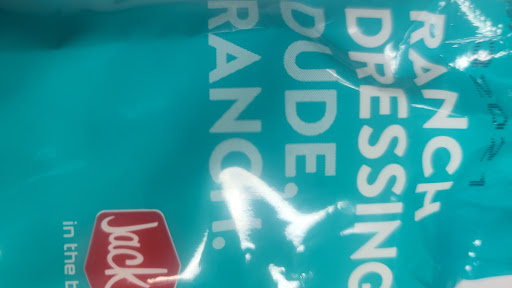 RANCH
DRESSING
DUDE.
RANCH.
Jack
in the b